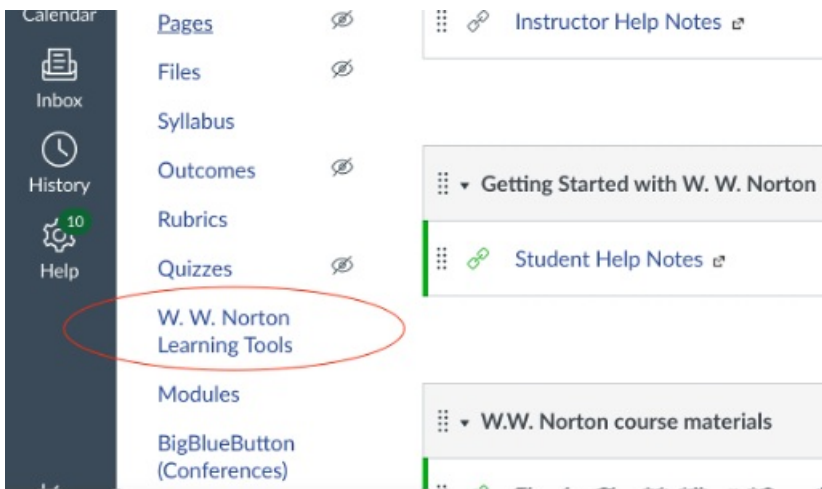 Calendar
Inbox
History
10
Help
Pages
Files
Syllabus
Outcomes
Rubrics
Quizzes
W. W. Norton
Learning Tools
Modules
BigBlueButton
(Conferences)
Instructor Help Notes
Getting Started with W. W. Norton
Student Help Notes
W.W. Norton course materials